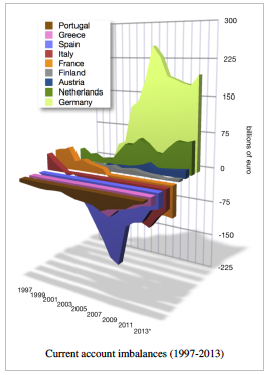 Portugal
Greece
Spain
Italy
France
Finland
Austria
Netherlands
Germany
300
225
150
75
0
-75
-150
-225
billions of euro
1997
1999
2001
2003
2005
2007
2009
2011
2013*
Current account imbalances (1997-2013)